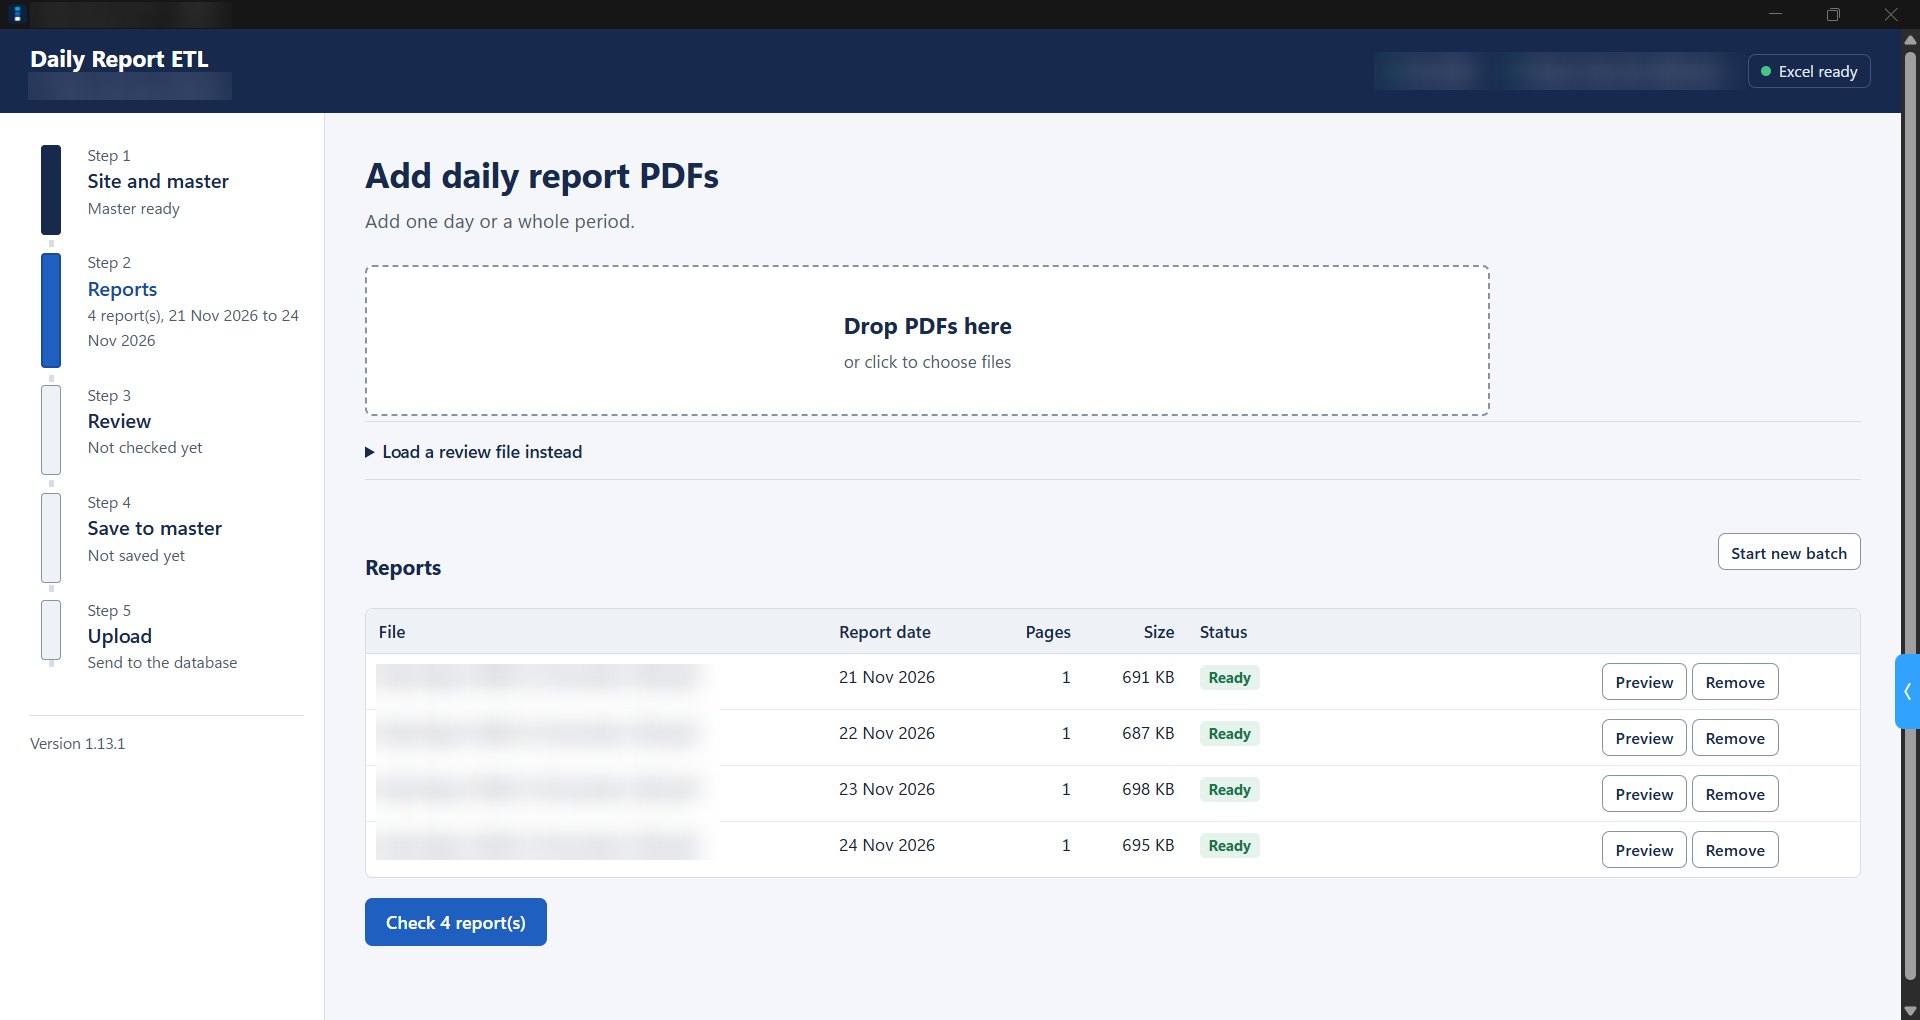 Daily Report ETL
Excel ready
Step 1
Site and master
Master ready
Step 2
Reports
4 report(s), 21 Nov 2026 to 24
Nov 2026
Step 3
Review
Not checked yet
Step 4
Save to master
Not saved yet
Step 5
Upload
Send to the database
Version 1.13.1
Add daily report PDFs
Add one day or a whole period.
Drop PDFs here
or click to choose files
Load a review file instead
Start new batch
Reports
File Report date Pages Size Status
21 Nov 2026 1 691 KB Ready Preview Remove
22 Nov 2026 1 687 KB Ready Preview Remove
23 Nov 2026 1 698 KB Ready Preview Remove
24 Nov 2026 1 695 KB Ready Preview Remove
Check 4 report(s)